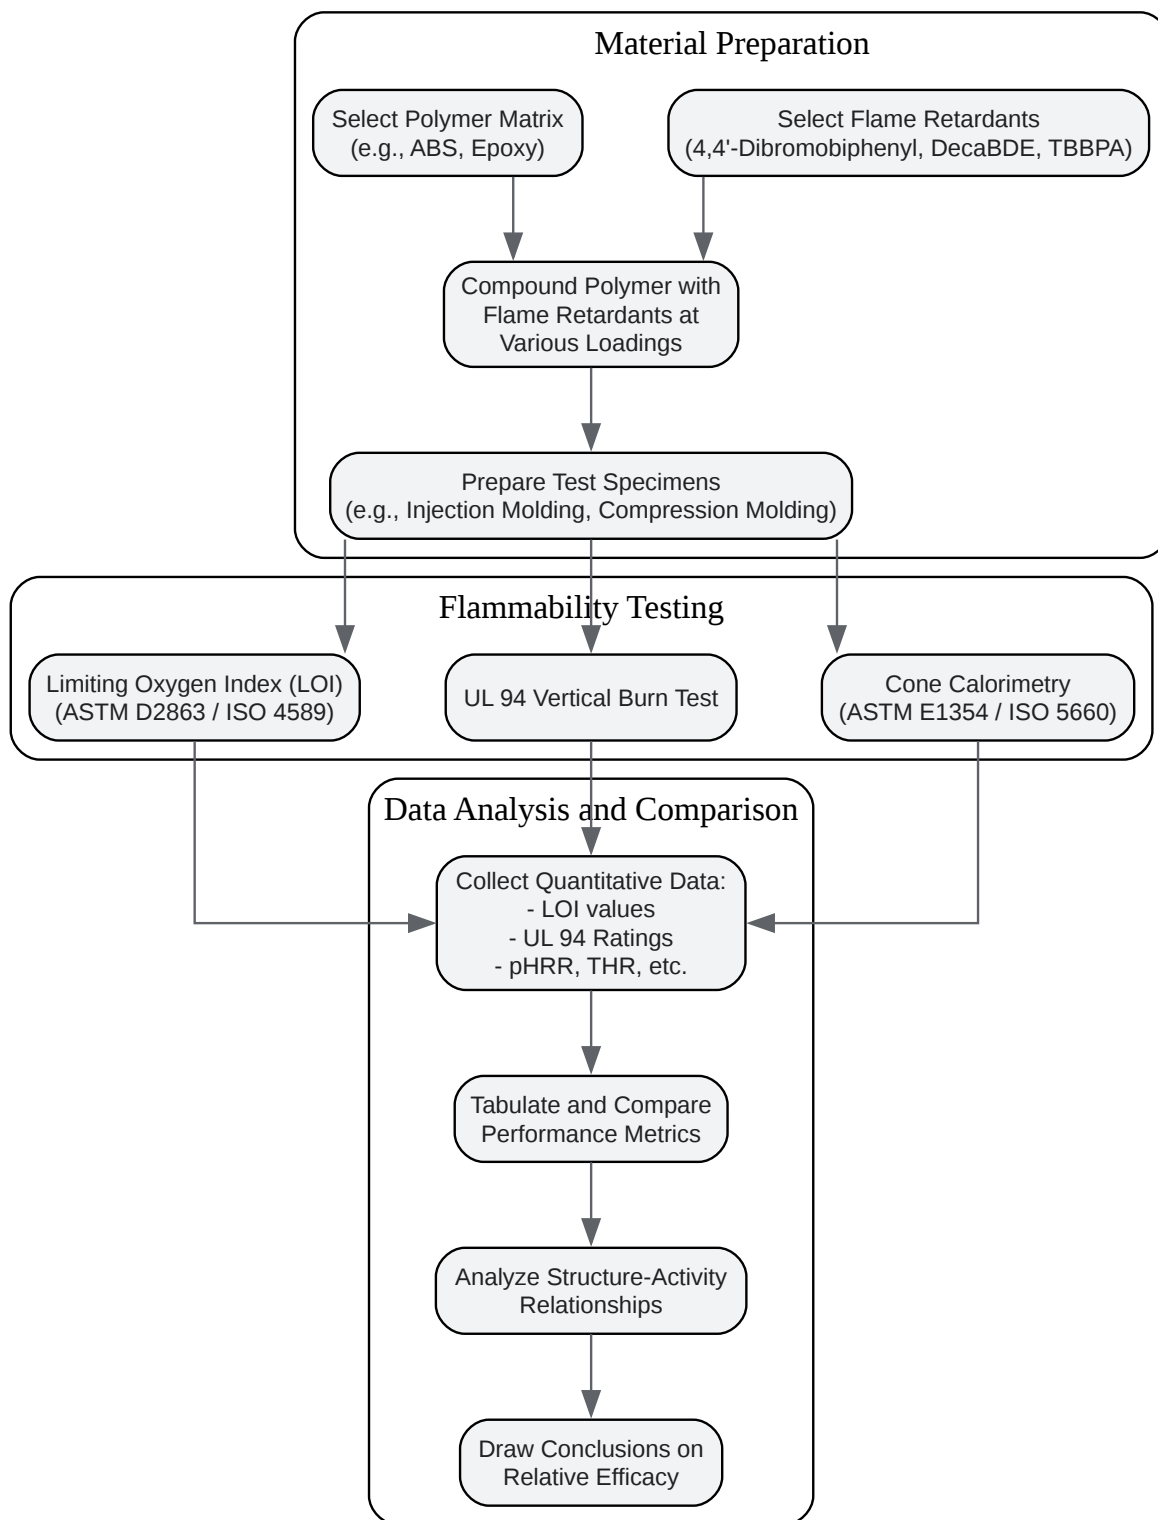 Material Preparation
Select Polymer Matrix
(e.g., ABS, Epoxy)
Select Flame Retardants
(4,4'-Dibromobiphenyl, DecaBDE, TBBPA)
Compound Polymer with
Flame Retardants at
Various Loadings
Prepare Test Specimens
(e.g., Injection Molding, Compression Molding)
Flammability Testing
Limiting Oxygen Index (LOI)
(ASTM D2863 / ISO 4589)
UL 94 Vertical Burn Test
Cone Calorimetry
(ASTM E1354 / ISO 5660)
Data Analysis and Comparison
Collect Quantitative Data:
- LOI values
- UL 94 Ratings
- pHRR, THR, etc.
Tabulate and Compare
Performance Metrics
Analyze Structure-Activity
Relationships
Draw Conclusions on
Relative Efficacy